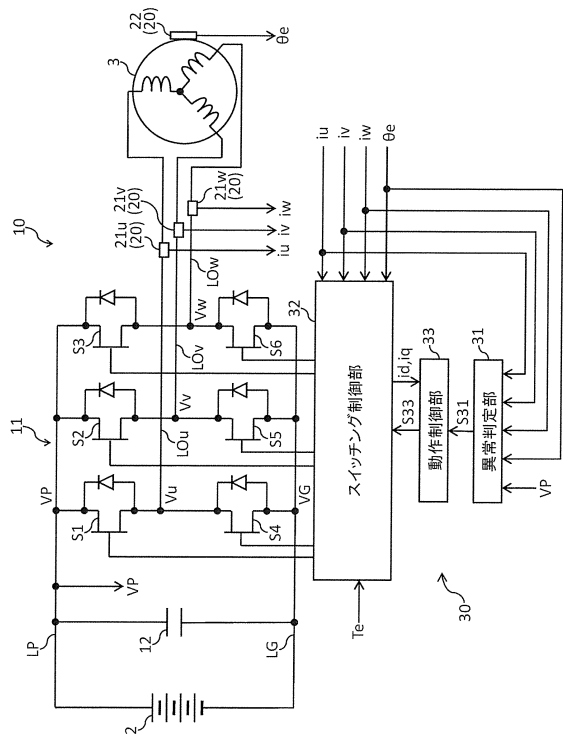 10
11
VP
LP
VP
S1
S2
S3
12
2
LG
VG
Vu
Vv
Vw
LOu
LOv
LOw
S4
S5
S6
21u
(20)
21v
(20)
21w
(20)
22
(20)
3
θe
iu
iv
iw
Te
スイッチング制御部
32
iu
iv
iw
θe
S33
id,iq
動作制御部
33
S31
異常判定部
31
VP
30